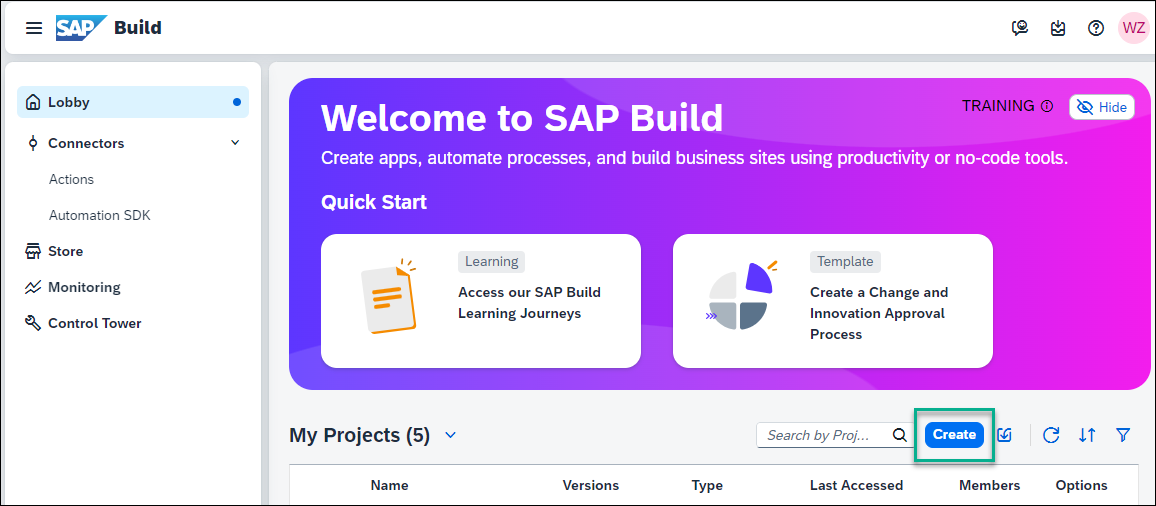 SAP Build
WZ
Lobby
Connectors
Actions
Automation SDK
Store
Monitoring
Control Tower
Welcome to SAP Build
TRAINING
Hide
Create apps, automate processes, and build business sites using productivity or no-code tools.
Quick Start
Learning
Access our SAP Build
Learning Journeys
Template
Create a Change and
Innovation Approval
Process
My Projects (5)
Search by Proj...
Create
Name Versions Type Last Accessed Members Options